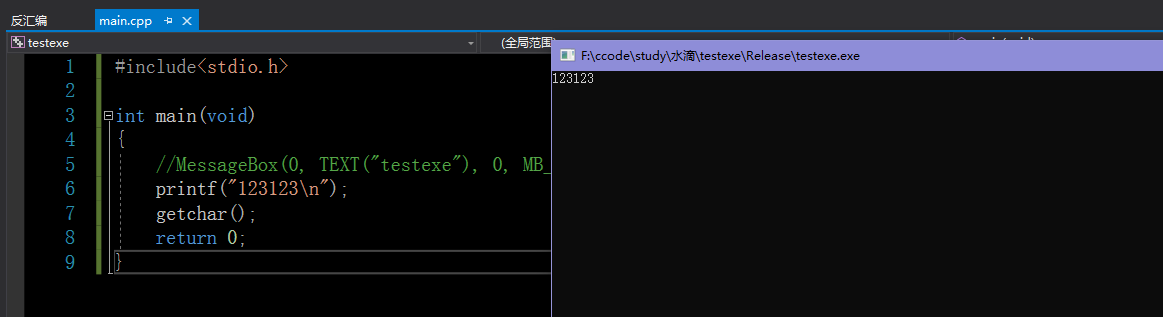 反汇编
main.cpp
testexe
(全局范围
F:\ccode\study\水滴\testexe\Release\testexe.exe
123123
1 #include<stdio.h>
2
3 int main(void)
4 {
5 //MessageBox(0, TEXT("testexe"), 0, MB_
6 printf("123123\n");
7 getchar();
8 return 0;
9 }